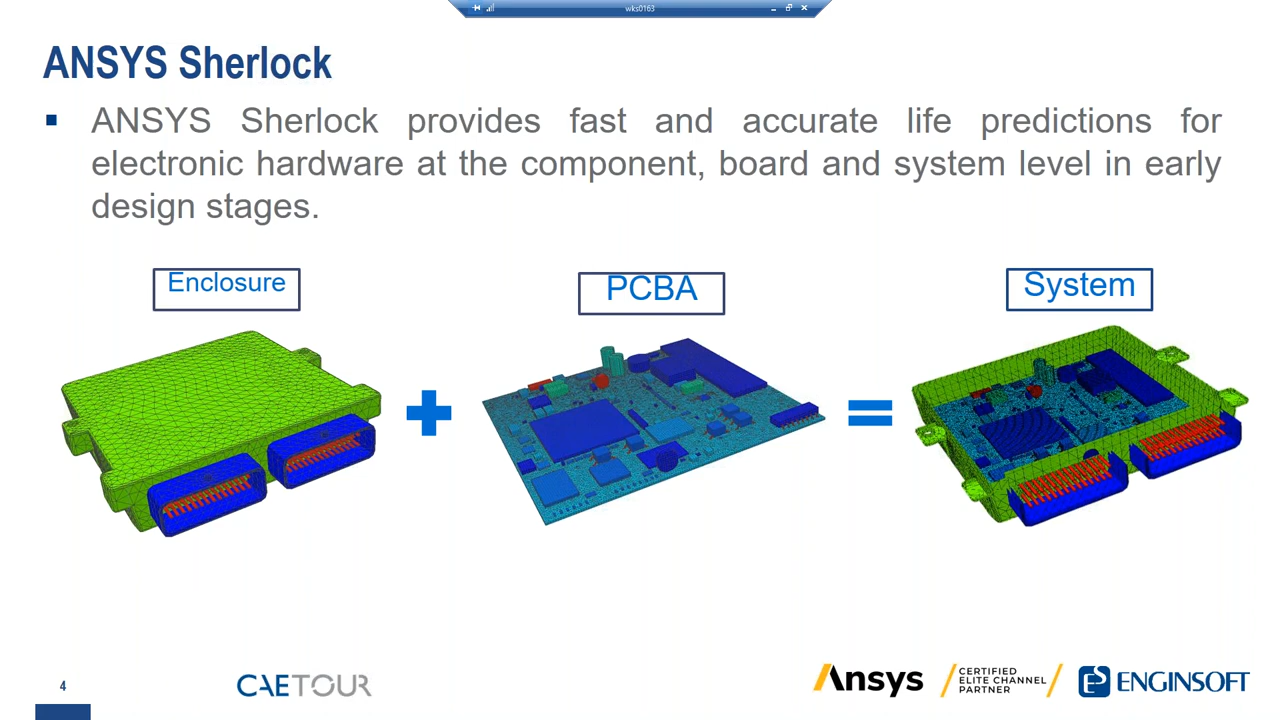 wks0163
ANSYS Sherlock
▪ ANSYS Sherlock provides fast and accurate life predictions for
electronic hardware at the component, board and system level in early
design stages.
Enclosure
PCBA
System
4
CAETOUR
Ansys
CERTIFIED
ELITE CHANNEL
PARTNER
ENGINSOFT